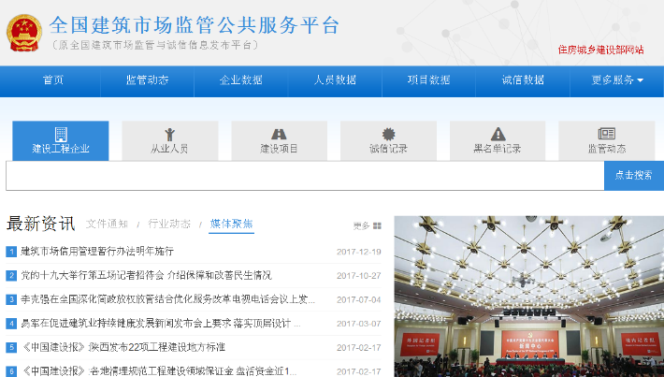 全国建筑市场监管公共服务平台
（原全国建筑市场监管与诚信信息发布平台）
住房城乡建设部网站
首页 监管动态 企业数据 人员数据 项目数据 诚信数据 更多服务
建设工程企业 从业人员 建设项目 诚信记录 黑名单记录 监管动态
点击搜索
最新资讯 文件通知 / 行业动态 / 媒体聚焦 更多
1 建筑市场信用管理暂行办法明年施行 2017-12-19
2 党的十九大举行第五场记者招待会 介绍保障和改善民生情况 2017-10-27
3 李克强在全国深化简政放权放管结合优化服务改革电视电话会议上发... 2017-07-04
4 易军在促进建筑业持续健康发展新闻发布会上要求 落实顶层设计 ... 2017-03-07
5 《中国建设报》陕西发布22项工程建设地方标准 2017-02-17
6 《中国建设报》各地清理规范工程建设领域保证金 盘活资金近1... 2017-02-17
新闻中心